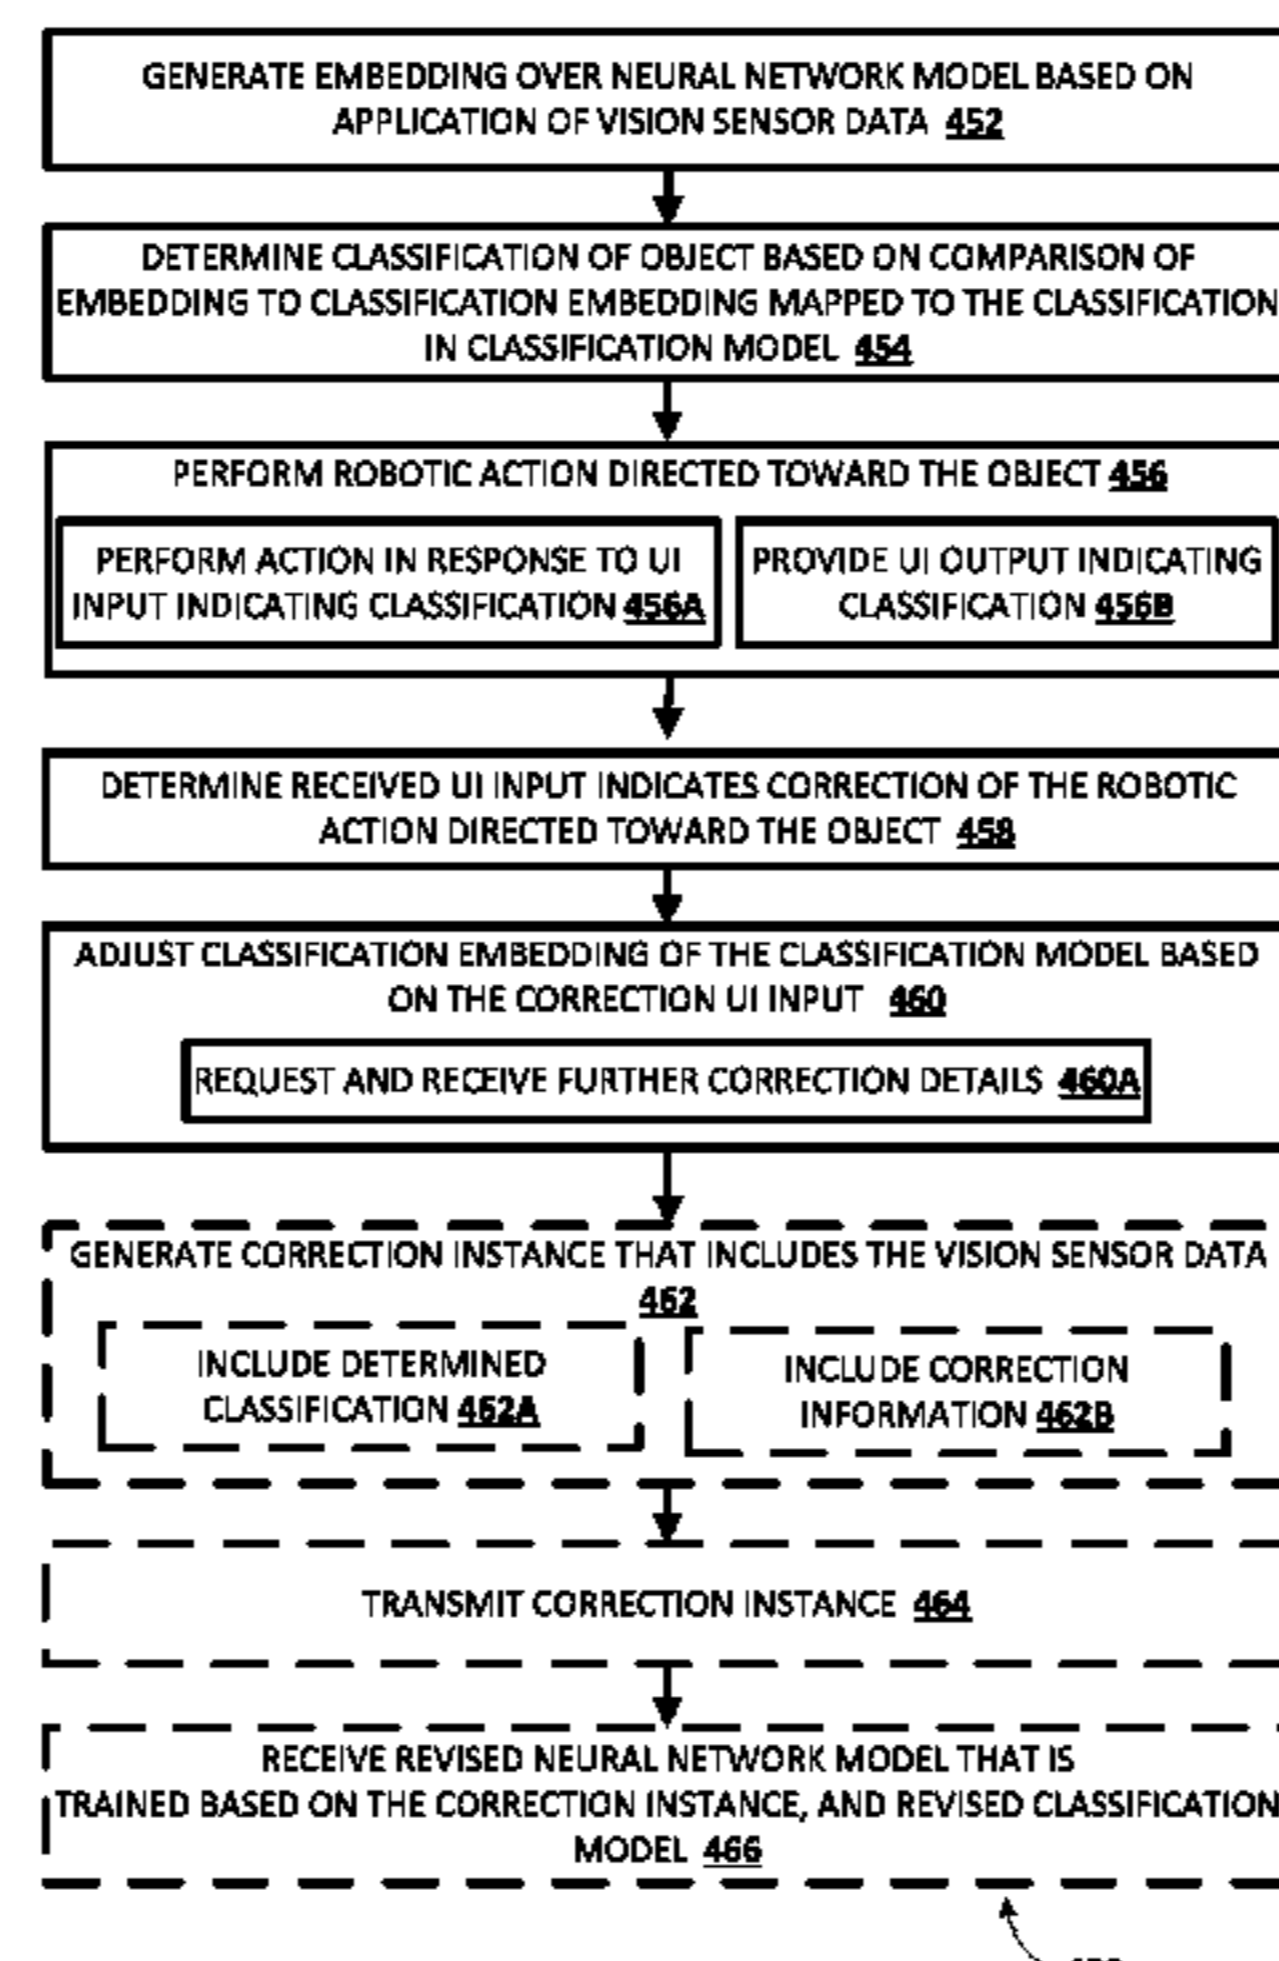 GENERATE EMBEDDING OVER NEURAL NETWORK MODEL BASED ON
APPLICATION OF VISION SENSOR DATA 452
DETERMINE CLASSIFICATION OF OBJECT BASED ON COMPARISON OF
EMBEDDING TO CLASSIFICATION EMBEDDING MAPPED TO THE CLASSIFICATION
IN CLASSIFICATION MODEL 454
PERFORM ROBOTIC ACTION DIRECTED TOWARD THE OBJECT 456
PERFORM ACTION IN RESPONSE TO UI
INPUT INDICATING CLASSIFICATION 456A
PROVIDE UI OUTPUT INDICATING
CLASSIFICATION 456B
DETERMINE RECEIVED UI INPUT INDICATES CORRECTION OF THE ROBOTIC
ACTION DIRECTED TOWARD THE OBJECT 458
ADJUST CLASSIFICATION EMBEDDING OF THE CLASSIFICATION MODEL BASED
ON THE CORRECTION UI INPUT 460
REQUEST AND RECEIVE FURTHER CORRECTION DETAILS 460A
GENERATE CORRECTION INSTANCE THAT INCLUDES THE VISION SENSOR DATA
462
INCLUDE DETERMINED
CLASSIFICATION 462A
INCLUDE CORRECTION
INFORMATION 462B
TRANSMIT CORRECTION INSTANCE 464
RECEIVE REVISED NEURAL NETWORK MODEL THAT IS
TRAINED BASED ON THE CORRECTION INSTANCE, AND REVISED CLASSIFICATION
MODEL 466